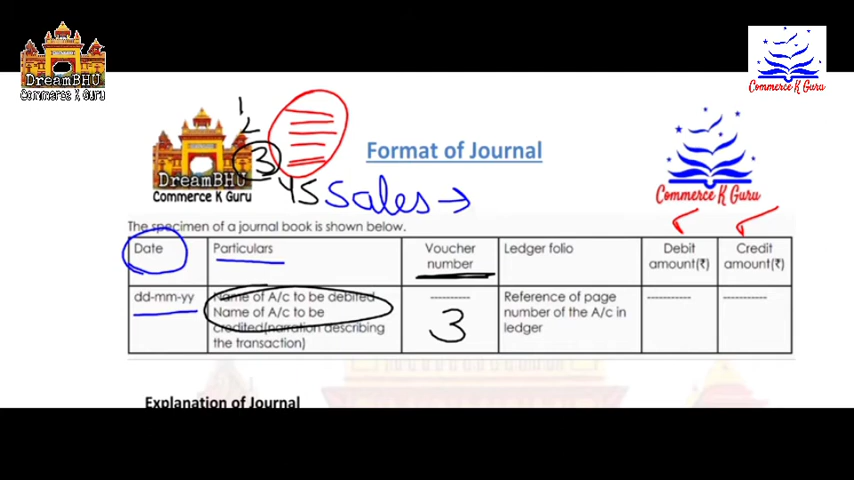 DreamBHU
Commerce K Guru
Commerce K Guru
1
2
3
45 Sales →
DreamBHU
Commerce K Guru
Format of Journal
Commerce K Guru
The specimen of a journal book is shown below.
Date Particulars Voucher number Ledger folio Debit amount(₹) Credit amount(₹)
dd-mm-yy
Name of A/c to be debited
Name of A/c to be
credited(narration describing
the transaction)
----------
3
Reference of page
number of the A/c in
ledger
-----------
-----------
Explanation of Journal